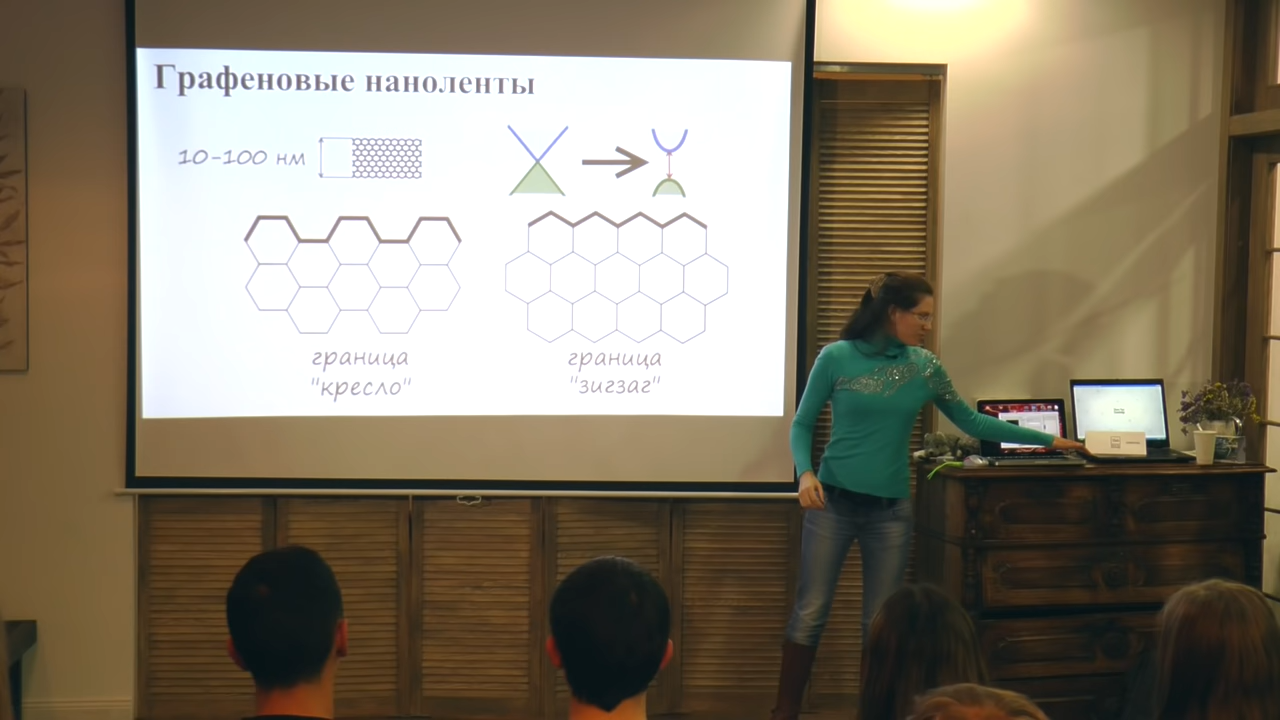 Графеновые наноленты
10-100 нм
граница
"кресло"
граница
"зигзаг"